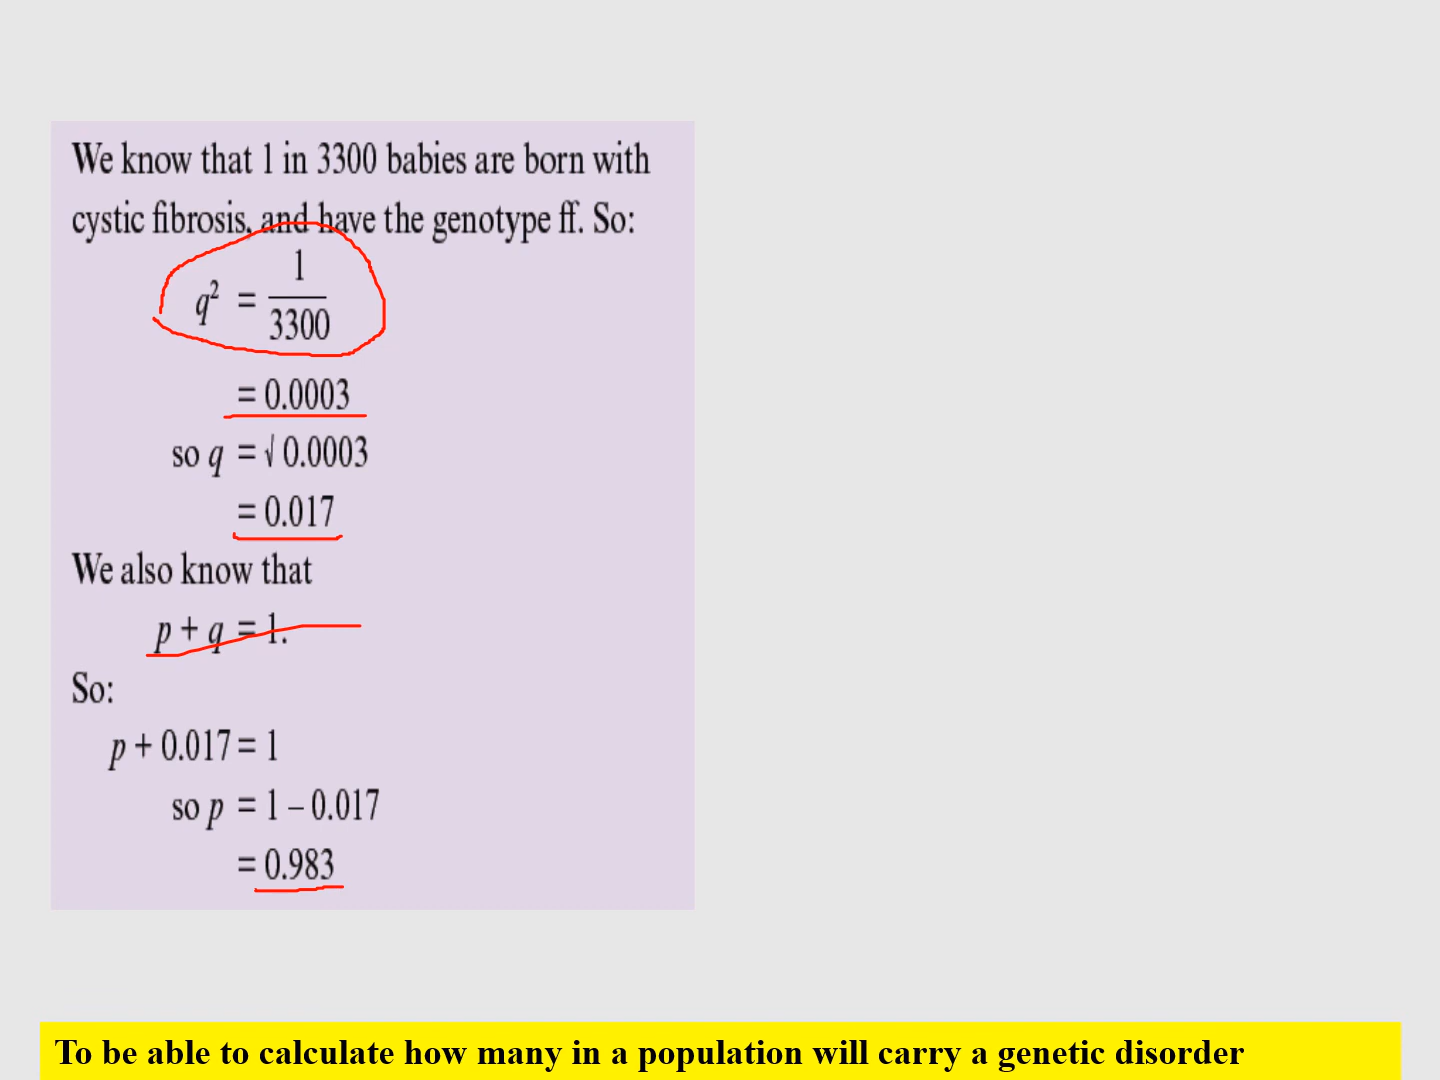 We know that 1 in 3300 babies are born with
cystic fibrosis, and have the genotype ff. So:
q² = 1/3300
= 0.0003
so q = √0.0003
= 0.017
We also know that
p + q = 1.
So:
p + 0.017 = 1
so p = 1 – 0.017
= 0.983
To be able to calculate how many in a population will carry a genetic disorder